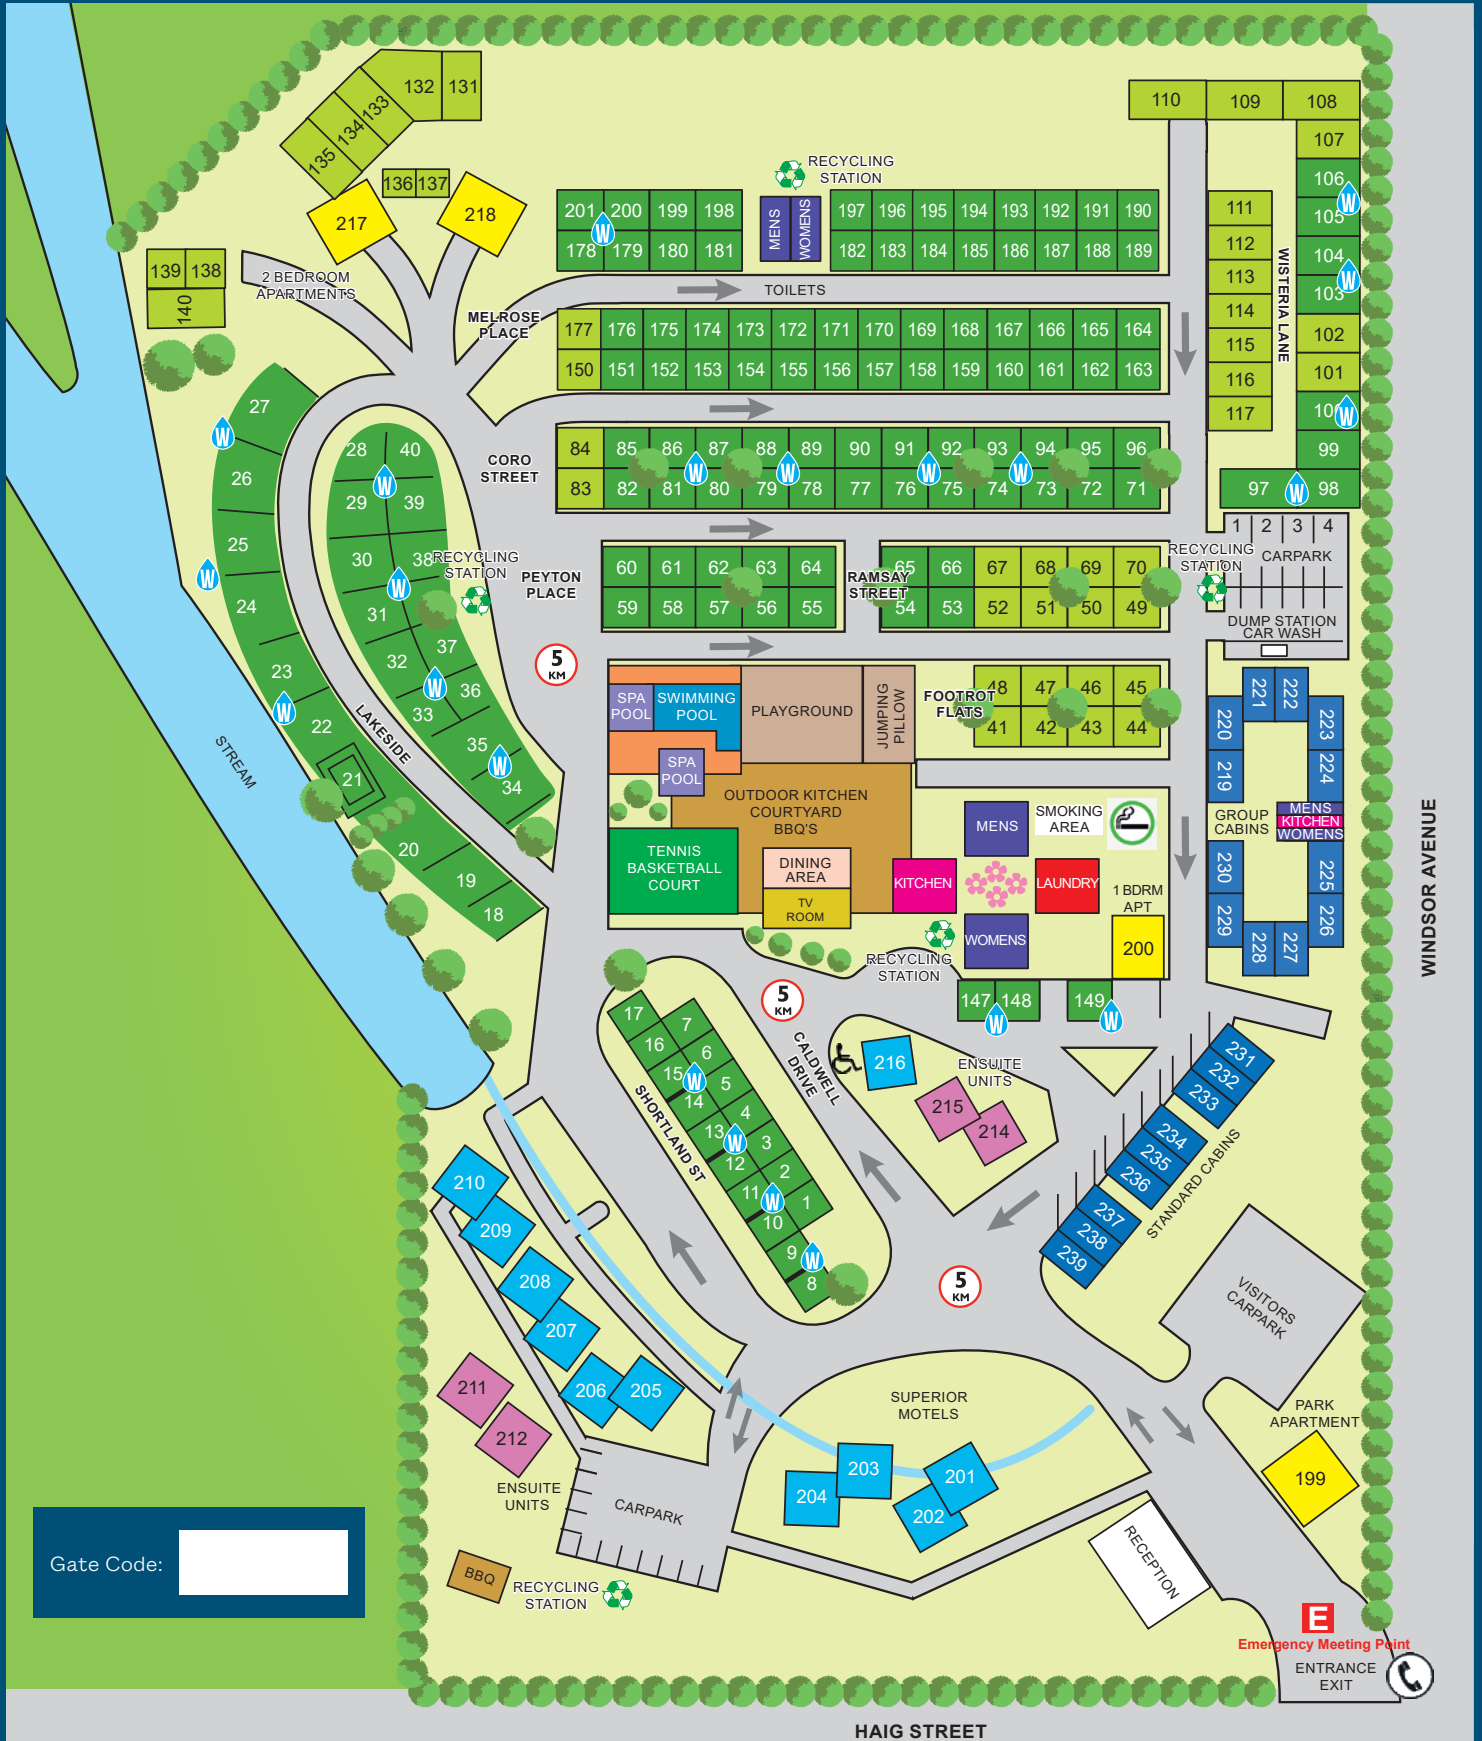 132
131
133
134
135
136
137
217
218
139
138
140
2 BEDROOM
APARTMENTS
RECYCLING
STATION
201
200
199
198
178
179
180
181
W
MENS
WOMENS
197
196
195
194
193
192
191
190
182
183
184
185
186
187
188
189
TOILETS
MELROSE
PLACE
177
176
175
174
173
172
171
170
169
168
167
166
165
164
150
151
152
153
154
155
156
157
158
159
160
161
162
163
110
109
108
107
106
W
105
104
W
103
102
101
W
99
97
W
98
111
112
113
114
115
116
117
WISTERIA LANE
CORO
STREET
84
85
86
87
88
89
90
91
92
93
94
95
96
W
W
W
W
83
82
81
80
79
78
77
76
75
74
73
72
71
1
2
3
4
CARPARK
RECYCLING
STATION
DUMP STATION
CAR WASH
27
W
26
25
W
24
23
W
22
21
20
19
18
28
40
W
29
39
30
38
W
31
37
32
W
36
33
35
W
34
RECYCLING
STATION
LAKESIDE
STREAM
PEYTON
PLACE
60
61
62
63
64
59
58
57
56
55
RAMSAY
STREET
65
66
67
68
69
70
54
53
52
51
50
49
5
KM
SPA
POOL
SWIMMING
POOL
PLAYGROUND
JUMPING
PILLOW
FOOTROT
FLATS
48
47
46
45
41
42
43
44
SPA
POOL
OUTDOOR KITCHEN
COURTYARD
BBQ'S
TENNIS
BASKETBALL
COURT
DINING
AREA
TV
ROOM
KITCHEN
MENS
SMOKING
AREA
LAUNDRY
WOMENS
1 BDRM
APT
200
RECYCLING
STATION
147
148
W
149
W
221
222
220
223
219
224
GROUP
CABINS
MENS
KITCHEN
WOMENS
230
225
229
226
228
227
WINDSOR AVENUE
17
7
16
6
15
W
5
14
4
13
W
3
12
2
11
W
1
10
9
W
8
SHORTLAND ST
CALDWELL
DRIVE
5
KM
216
ENSUITE
UNITS
215
214
231
232
233
234
235
236
237
238
239
STANDARD CABINS
5
KM
VISITORS
CARPARK
210
209
208
207
206
205
211
212
ENSUITE
UNITS
CARPARK
SUPERIOR
MOTELS
203
204
201
202
PARK
APARTMENT
199
RECEPTION
Gate Code:
BBQ
RECYCLING
STATION
E
Emergency Meeting Point
ENTRANCE
EXIT
HAIG STREET